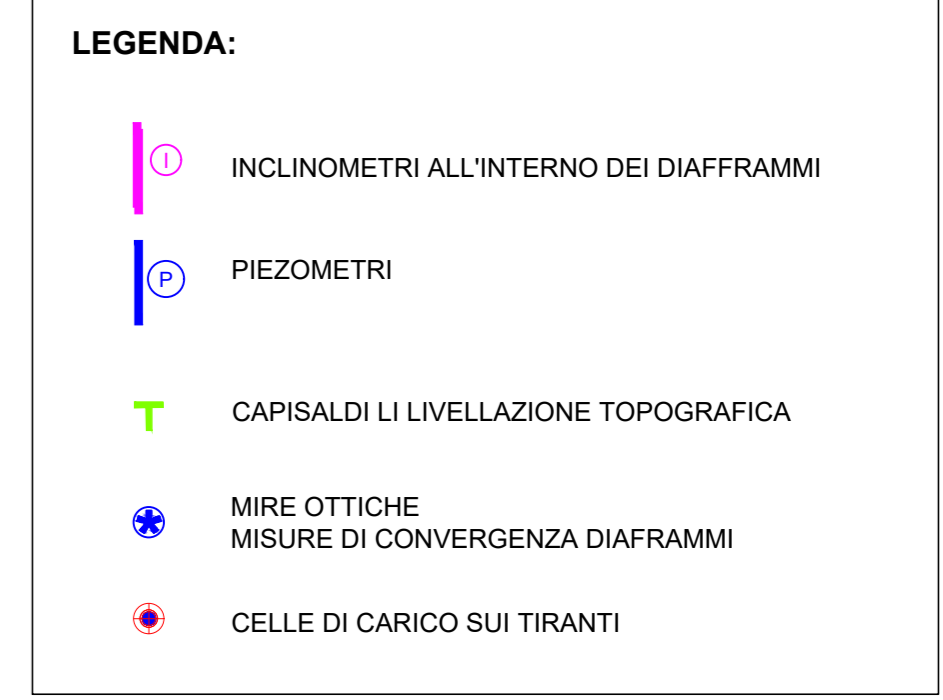 LEGENDA:
I
INCLINOMETRI ALL'INTERNO DEI DIAFFRAMMI
P
PIEZOMETRI
CAPISALDI LI LIVELLAZIONE TOPOGRAFICA
MIRE OTTICHE
MISURE DI CONVERGENZA DIAFRAMMI
CELLE DI CARICO SUI TIRANTI